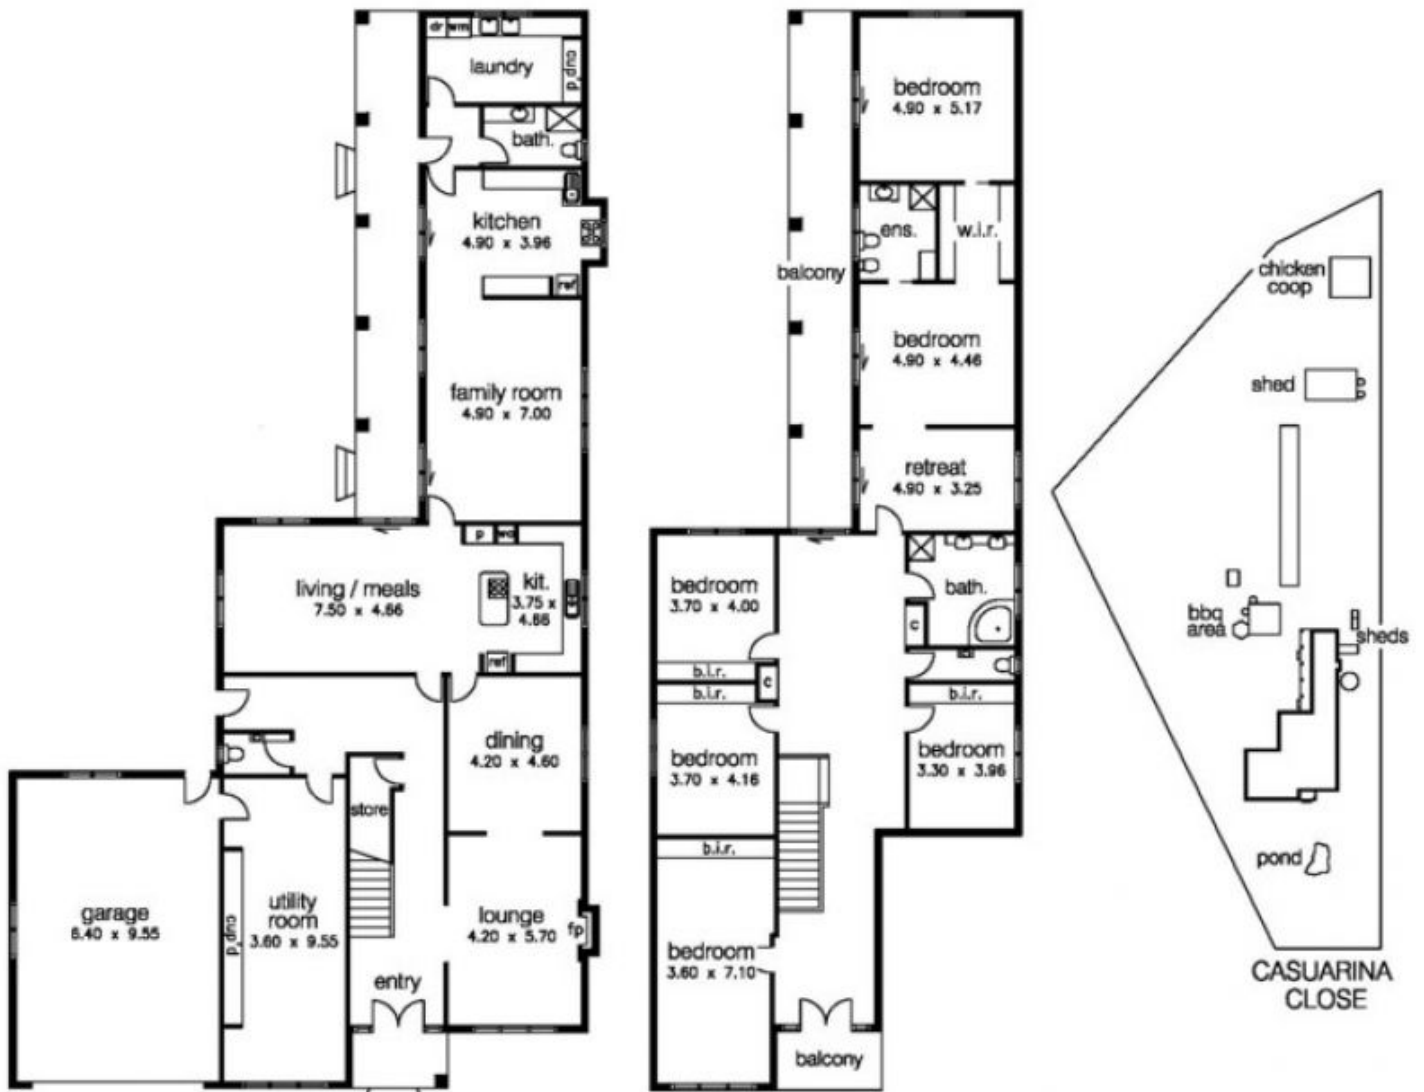 dr wm
laundry
cup'd
bath.
kitchen
4.90 x 3.96
ref
family room
4.90 x 7.00
p wo
living / meals
7.50 x 4.66
kit.
3.75 x
4.66
ref
dining
4.20 x 4.60
store
garage
6.40 x 9.55
utility
room
3.60 x 9.55
cup'd
lounge
4.20 x 5.70
fp
entry
bedroom
4.90 x 5.17
ens.
w.i.r.
balcony
bedroom
4.90 x 4.46
retreat
4.90 x 3.25
bedroom
3.70 x 4.00
bath.
c
b.i.r.
b.i.r.
c
b.i.r.
bedroom
3.70 x 4.16
bedroom
3.30 x 3.96
b.i.r.
bedroom
3.60 x 7.10
balcony
chicken
coop
shed
bbq
area
sheds
pond
CASUARINA
CLOSE